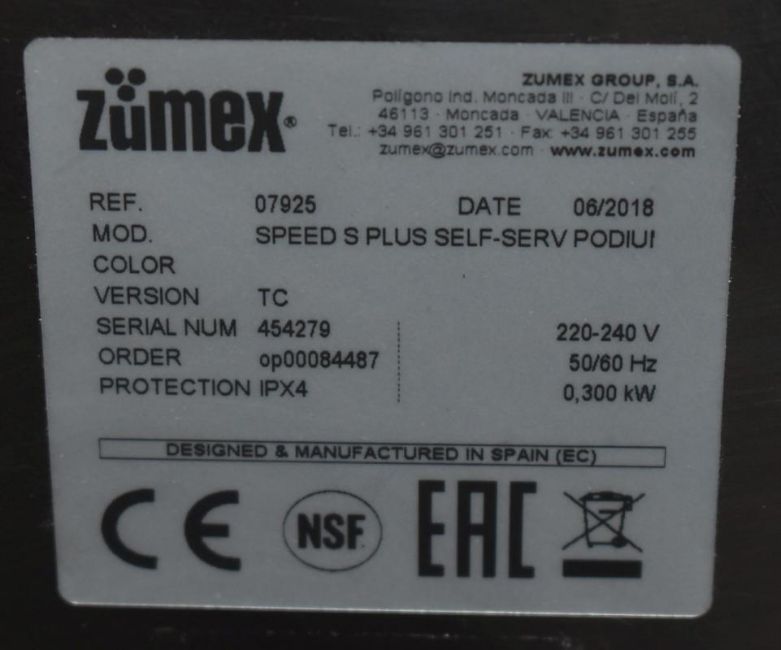 zümex®
ZUMEX GROUP, S.A.
Polígono Ind. Moncada III · C/ Del Molí, 2
46113 · Moncada · VALENCIA · España
Tel.: +34 961 301 251 · Fax: +34 961 301 255
zumex@zumex.com · www.zumex.com
REF. 07925 DATE 06/2018
MOD. SPEED S PLUS SELF-SERV PODIUI
COLOR
VERSION TC
SERIAL NUM 454279 220-240 V
ORDER op00084487 50/60 Hz
PROTECTION IPX4 0,300 kW
DESIGNED & MANUFACTURED IN SPAIN (EC)
CE NSF EAC